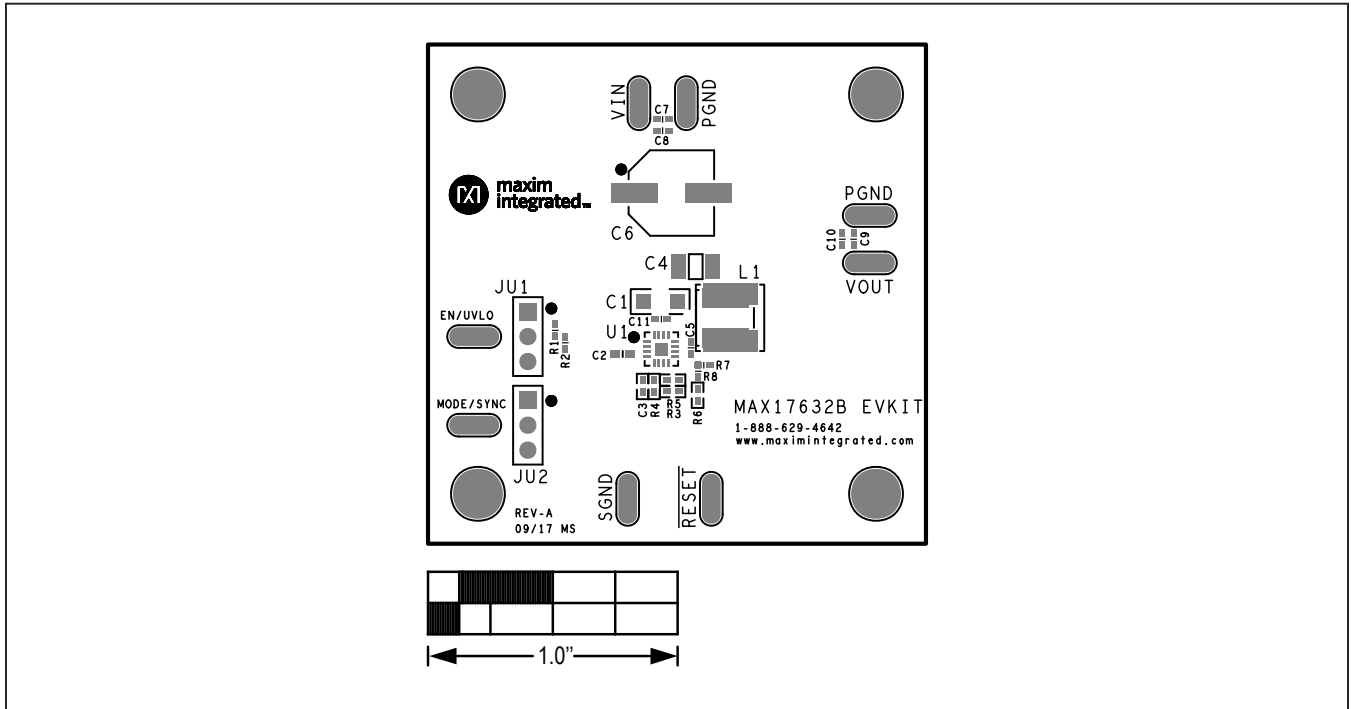 VIN
PGND
C7
C8
maxim
integrated™
C6
PGND
C10
C9
VOUT
C4
L1
JU1
C1
EN/UVLO
C11
U1
R1
R2
C5
C2
R7
R8
MODE/SYNC
C3
R4
R5
R3
R6
MAX17632B EVKIT
1-888-629-4642
www.maximintegrated.com
JU2
SGND
RESET
REV-A
09/17 MS
1.0”